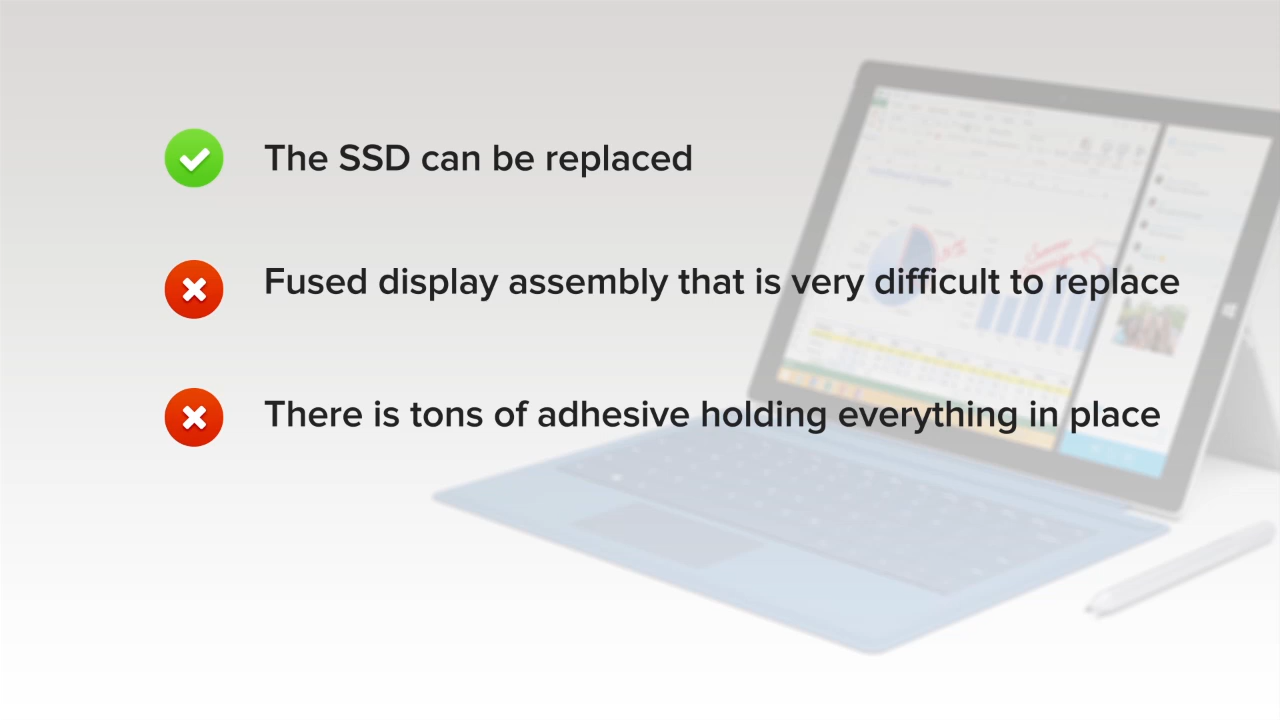 The SSD can be replaced
Fused display assembly that is very difficult to replace
There is tons of adhesive holding everything in place